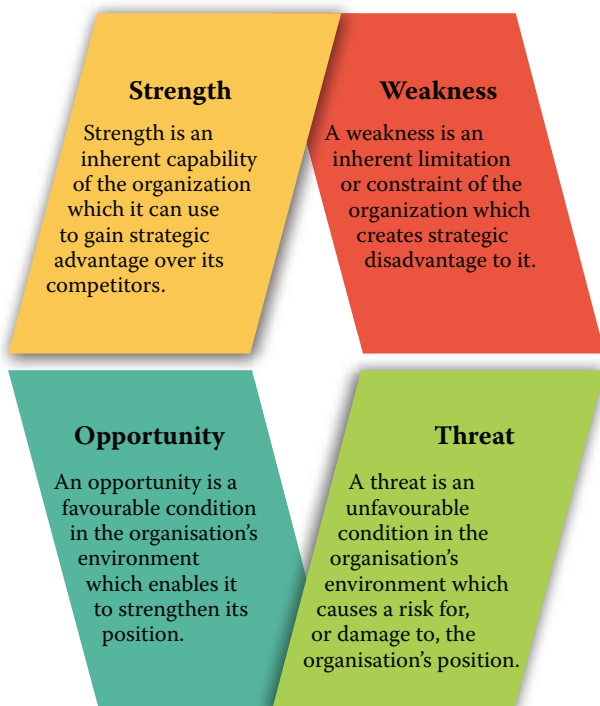 Strength
Strength is an
inherent capability
of the organization
which it can use
to gain strategic
advantage over its
competitors.
Weakness
A weakness is an
inherent limitation
or constraint of the
organization which
creates strategic
disadvantage to it.
Opportunity
An opportunity is a
favourable condition
in the organisation's
environment
which enables it
to strengthen its
position.
Threat
A threat is an
unfavourable
condition in the
organisation's
environment which
causes a risk for,
or damage to, the
organisation's position.